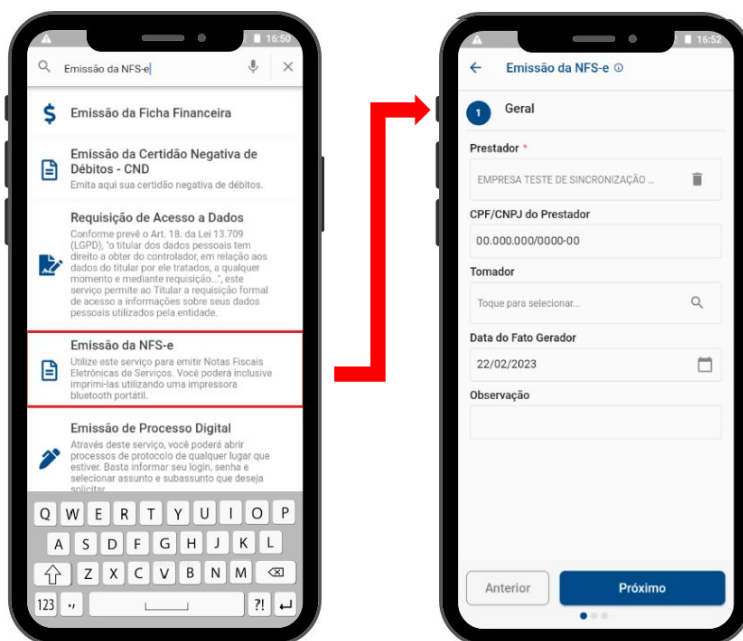 16:50
Emissão da NFS-e
Emissão da Ficha Financeira
Emissão da Certidão Negativa de
Débitos - CND
Emita aqui sua certidão negativa de débitos.
Requisição de Acesso a Dados
Conforme prevê o Art. 18. da Lei 13.709
(LGPD), "o titular dos dados pessoais tem
direito a obter do controlador, em relação aos
dados do titular por ele tratados, a qualquer
momento e mediante requisição...", este
serviço permite ao Titular a requisição formal
de acesso a informações sobre seus dados
pessoais utilizados pela entidade.
Emissão da NFS-e
Utilize este serviço para emitir Notas Fiscais
Eletrônicas de Serviços. Você poderá inclusive
imprimi-las utilizando uma impressora
bluetooth portátil.
Emissão de Processo Digital
Através deste serviço, você poderá abrir
processos de protocolo de qualquer lugar que
estiver. Basta informar seu login, senha e
selecionar assunto e subassunto que deseja
solicitar
Q W E R T Y U I O P
A S D F G H J K L
Z X C V B N M
123 ., ?!
16:52
Emissão da NFS-e
1 Geral
Prestador *
EMPRESA TESTE DE SINCRONIZAÇÃO ...
CPF/CNPJ do Prestador
00.000.000/0000-00
Tomador
Toque para selecionar...
Data do Fato Gerador
22/02/2023
Observação
Anterior Próximo